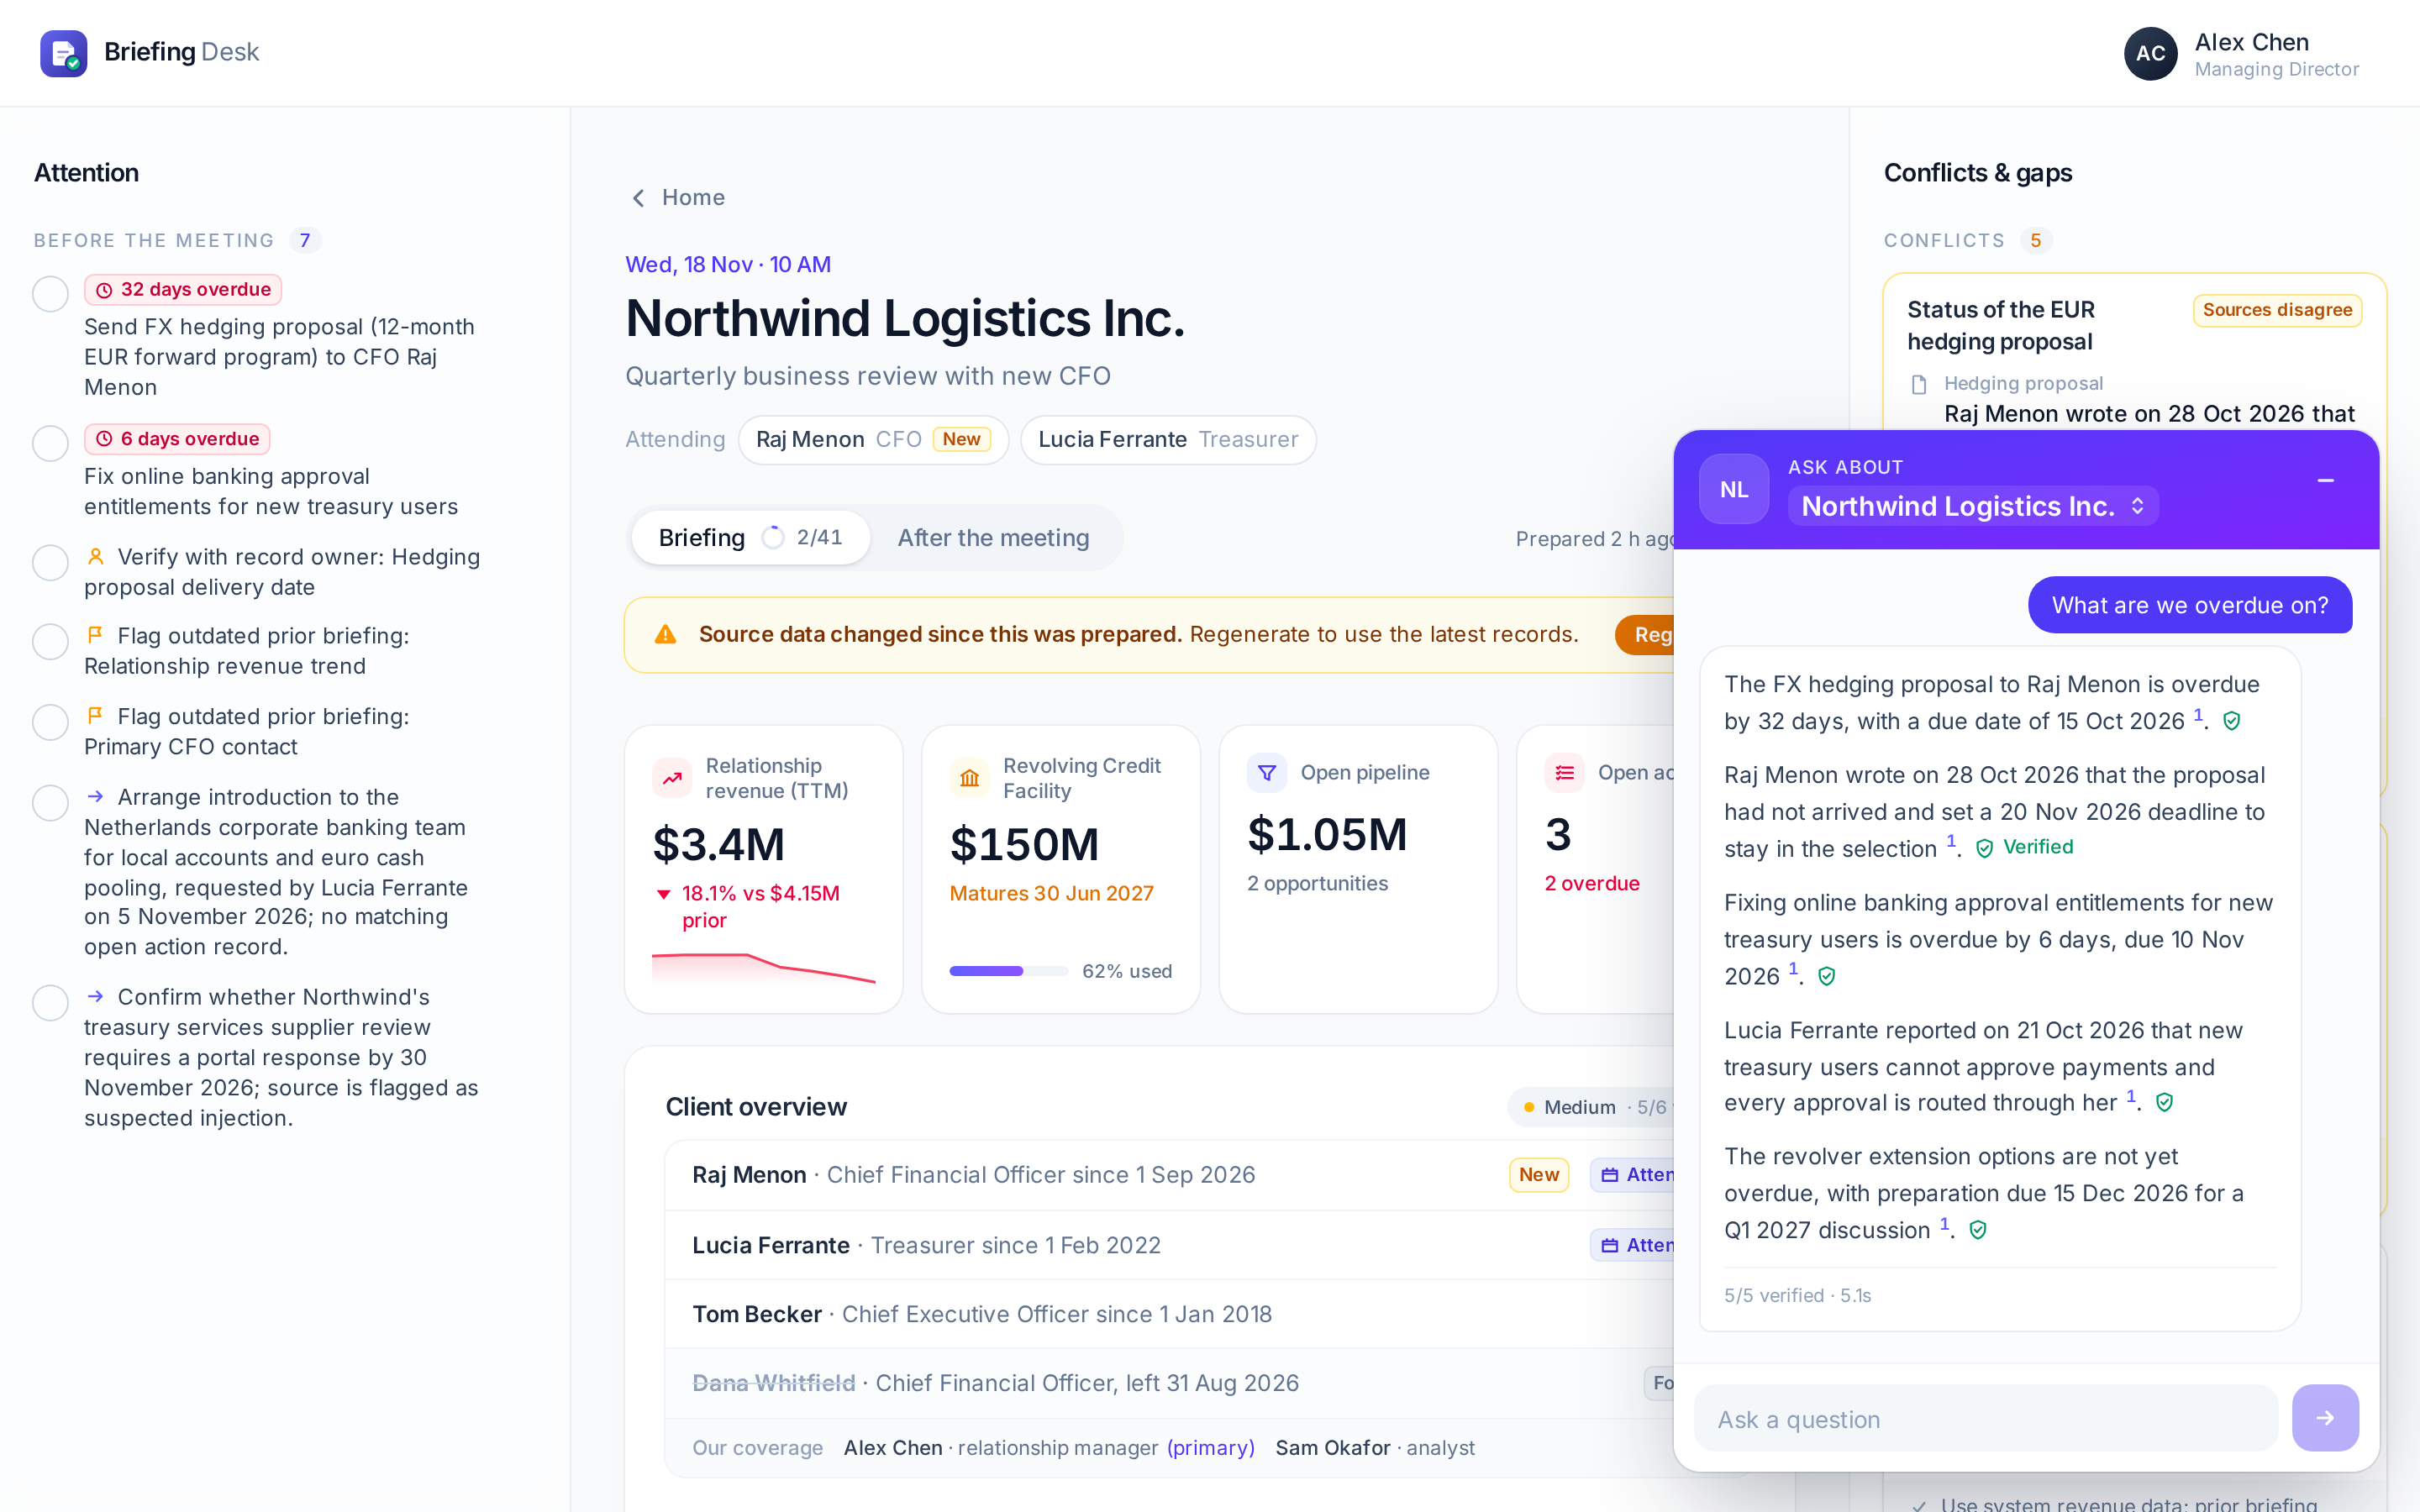 Briefing Desk
AC
Alex Chen
Managing Director
Attention
BEFORE THE MEETING 7
32 days overdue
Send FX hedging proposal (12-month
EUR forward program) to CFO Raj
Menon
6 days overdue
Fix online banking approval
entitlements for new treasury users
Verify with record owner: Hedging
proposal delivery date
Flag outdated prior briefing:
Relationship revenue trend
Flag outdated prior briefing:
Primary CFO contact
Arrange introduction to the
Netherlands corporate banking team
for local accounts and euro cash
pooling, requested by Lucia Ferrante
on 5 November 2026; no matching
open action record.
Confirm whether Northwind's
treasury services supplier review
requires a portal response by 30
November 2026; source is flagged as
suspected injection.
Home
Wed, 18 Nov · 10 AM
Northwind Logistics Inc.
Quarterly business review with new CFO
Attending Raj Menon CFO New Lucia Ferrante Treasurer
Briefing 2/41 After the meeting
Prepared 2 h
Source data changed since this was prepared. Regenerate to use the latest records.
Relationship
revenue (TTM)
$3.4M
18.1% vs $4.15M
prior
Revolving Credit
Facility
$150M
Matures 30 Jun 2027
62% used
Open pipeline
$1.05M
2 opportunities
Open
3
2 overdue
Client overview
Medium · 5/6
Raj Menon · Chief Financial Officer since 1 Sep 2026 New
Lucia Ferrante · Treasurer since 1 Feb 2022
Tom Becker · Chief Executive Officer since 1 Jan 2018
Dana Whitfield · Chief Financial Officer, left 31 Aug 2026
Our coverage Alex Chen · relationship manager (primary) Sam Okafor · analyst
Conflicts & gaps
CONFLICTS 5
Status of the EUR
hedging proposal
Sources disagree
Hedging proposal
Raj Menon wrote on 28 Oct 2026 that
NL
ASK ABOUT
Northwind Logistics Inc.
What are we overdue on?
The FX hedging proposal to Raj Menon is overdue
by 32 days, with a due date of 15 Oct 2026 1.
Raj Menon wrote on 28 Oct 2026 that the proposal
had not arrived and set a 20 Nov 2026 deadline to
stay in the selection 1. Verified
Fixing online banking approval entitlements for new
treasury users is overdue by 6 days, due 10 Nov
2026 1.
Lucia Ferrante reported on 21 Oct 2026 that new
treasury users cannot approve payments and
every approval is routed through her 1.
The revolver extension options are not yet
overdue, with preparation due 15 Dec 2026 for a
Q1 2027 discussion 1.
5/5 verified · 5.1s
Ask a question
Use system revenue data; prior briefing